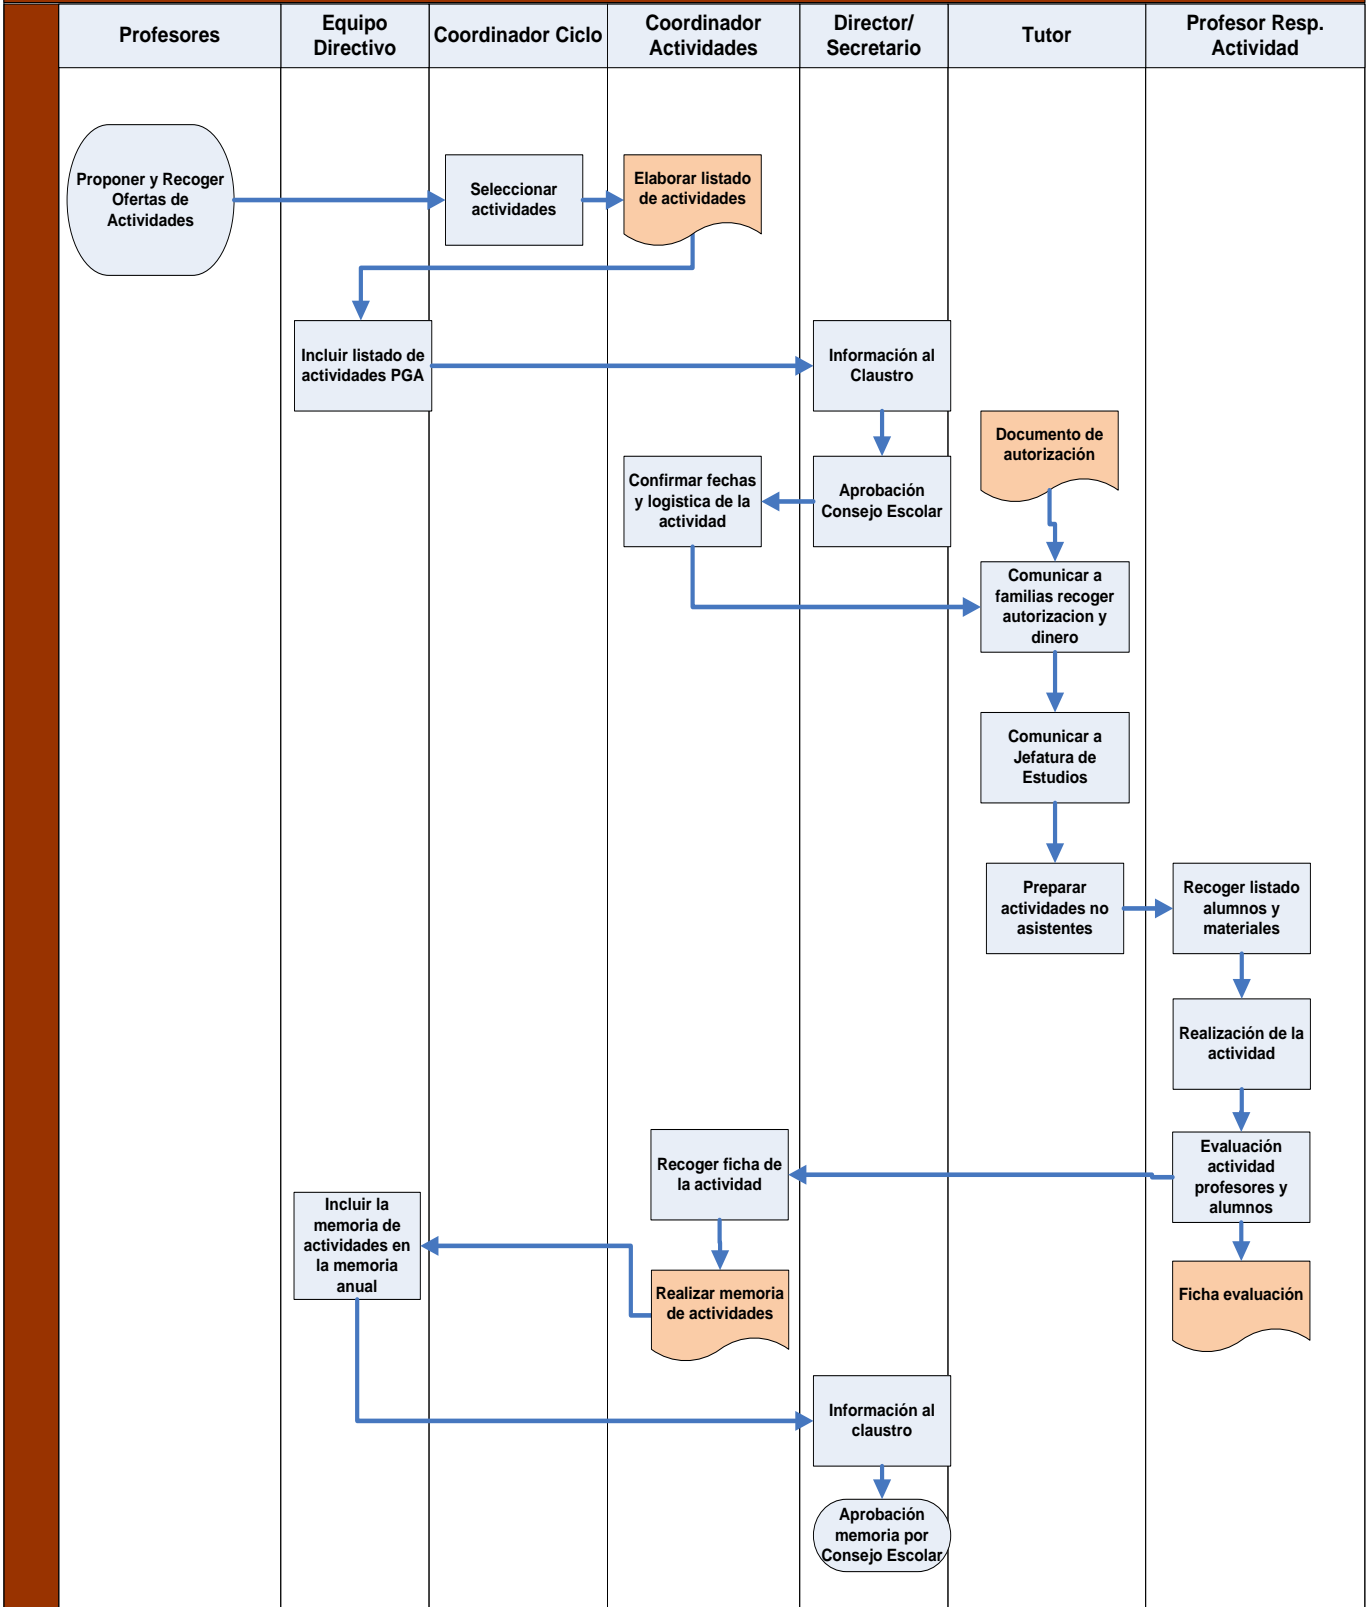 Profesores
Equipo
Directivo
Coordinador Ciclo
Coordinador
Actividades
Director/
Secretario
Tutor
Profesor Resp.
Actividad
Proponer y Recoger
Ofertas de
Actividades
Seleccionar
actividades
Elaborar listado
de actividades
Incluir listado de
actividades PGA
Información al
Claustro
Documento de
autorización
Confirmar fechas
y logistica de la
actividad
Aprobación
Consejo Escolar
Comunicar a
familias recoger
autorizacion y
dinero
Comunicar a
Jefatura de
Estudios
Preparar
actividades no
asistentes
Recoger listado
alumnos y
materiales
Realización de la
actividad
Evaluación
actividad
profesores y
alumnos
Recoger ficha de
la actividad
Incluir la
memoria de
actividades en
la memoria
anual
Realizar memoria
de actividades
Ficha evaluación
Información al
claustro
Aprobación
memoria por
Consejo Escolar